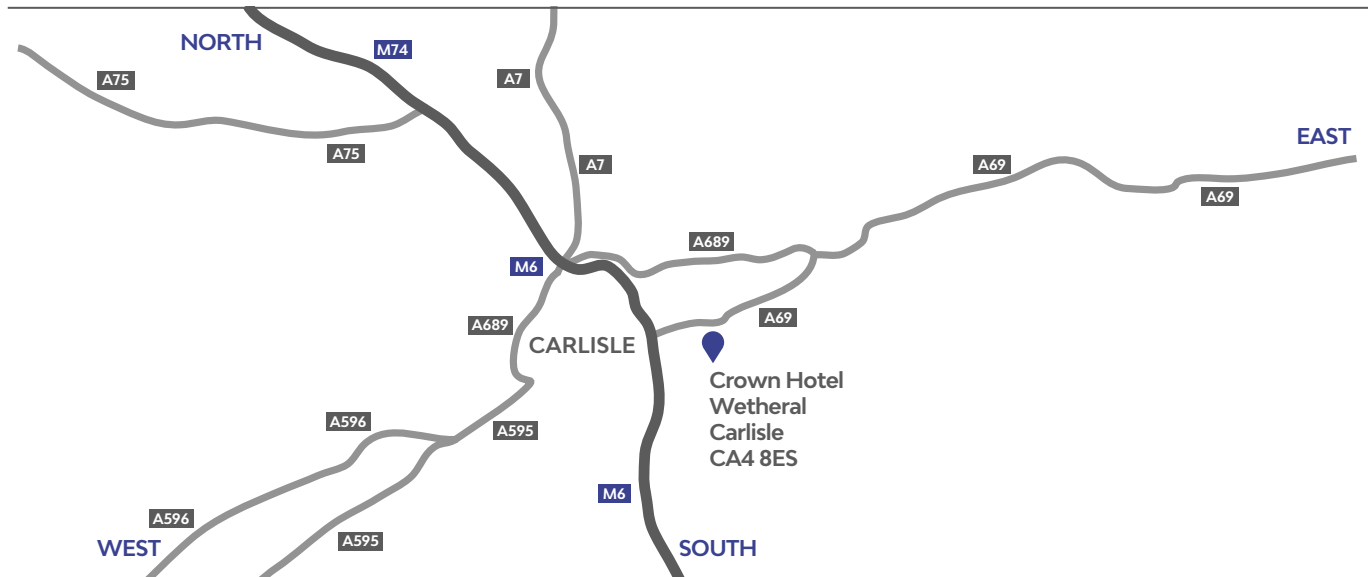 NORTH
M74
A75
A7
EAST
A75
A7
A69
A69
A689
M6
A69
A689
CARLISLE
Crown Hotel
Wetheral
Carlisle
CA4 8ES
A596
A595
M6
A596
A595
WEST
SOUTH